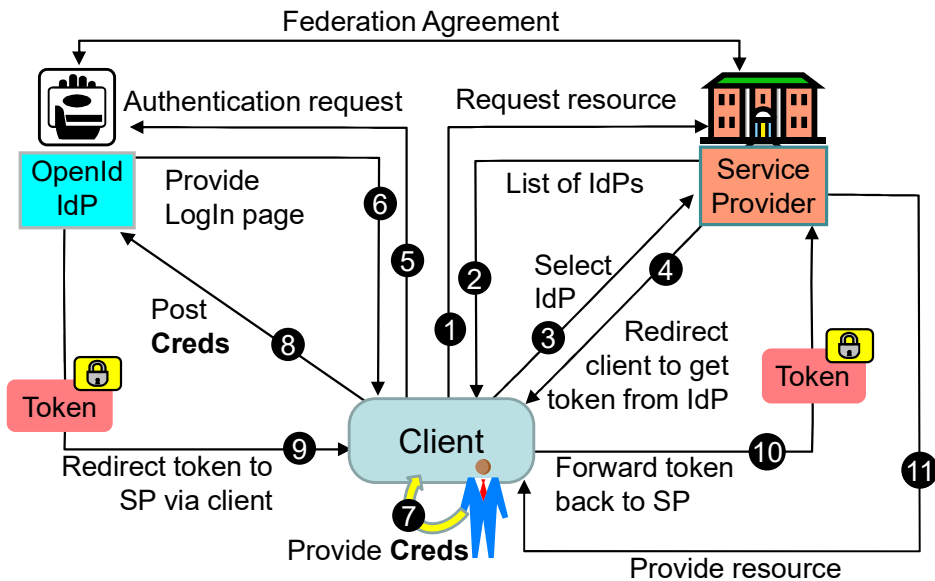 Federation Agreement
Authentication request
Request resource
OpenId
IdP
Provide
LogIn page
List of IdPs
Service
Provider
6
5
2
4
Select
IdP
1
3
Post
Creds
8
Redirect
client to get
token from IdP
Token
Token
Client
9
10
11
Redirect token to
SP via client
Forward token
back to SP
7
Provide Creds
Provide resource